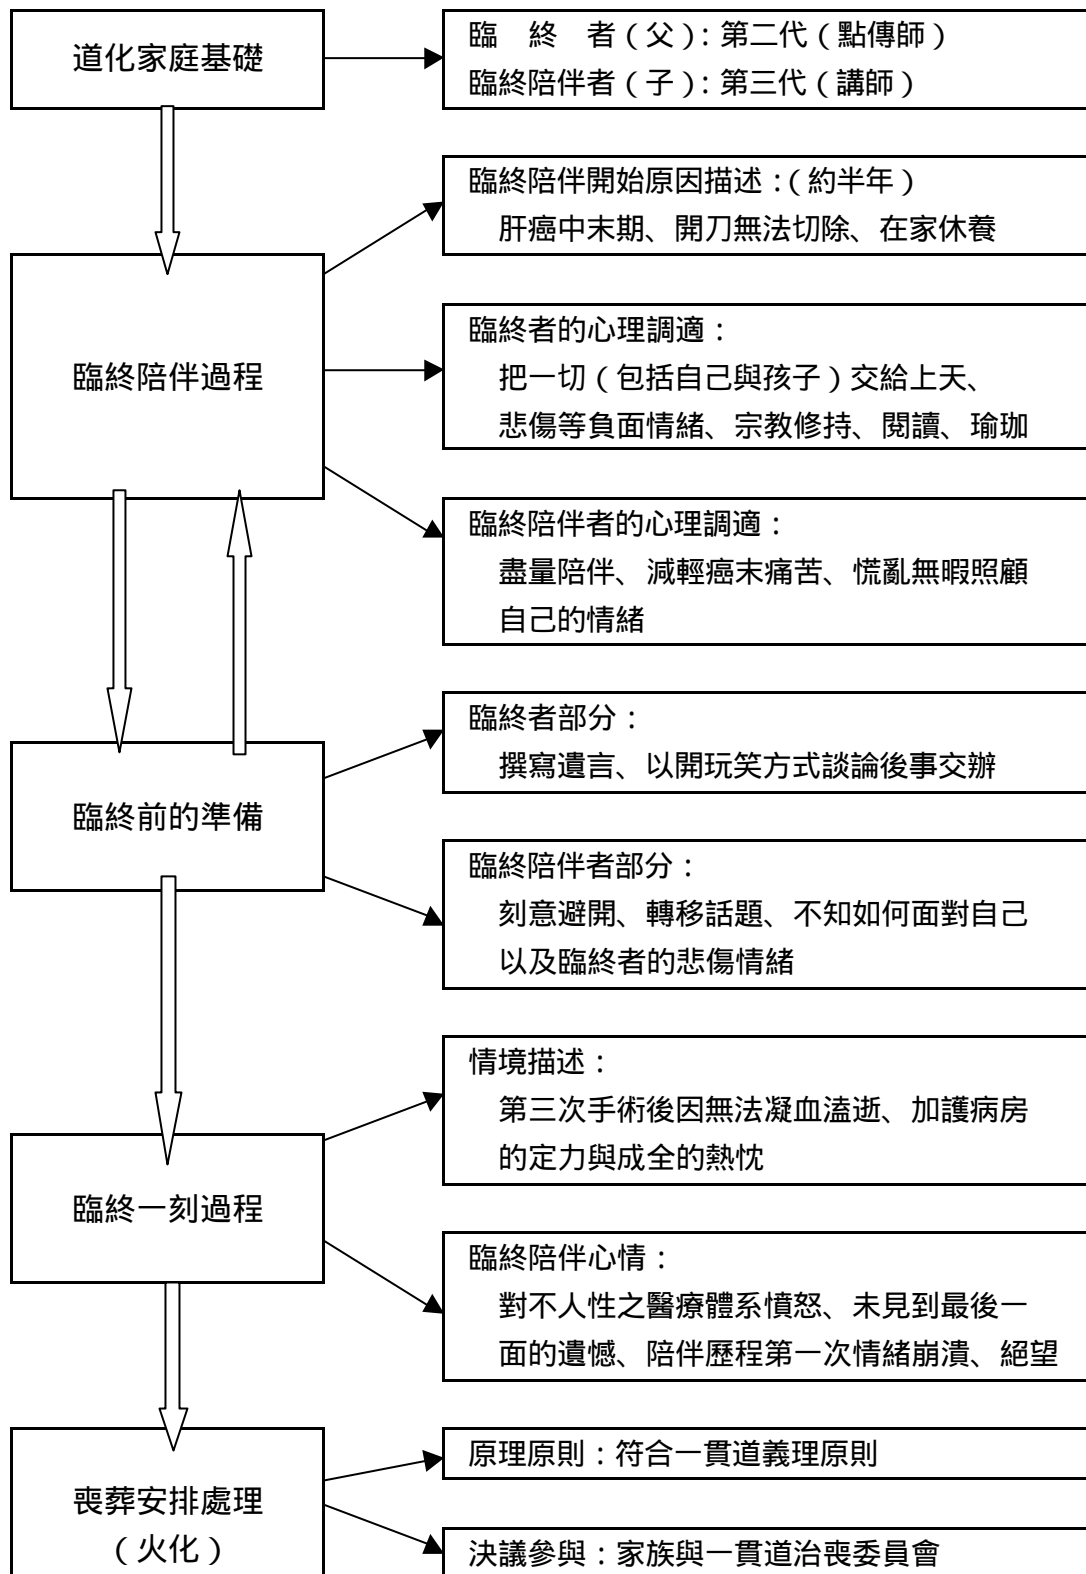 道化家庭基礎
臨　終　者（父）：第二代（點傳師）
臨終陪伴者（子）：第三代（講師）
臨終陪伴過程
臨終陪伴開始原因描述：（約半年）
肝癌中末期、開刀無法切除、在家休養
臨終者的心理調適：
把一切（包括自己與孩子）交給上天、
悲傷等負面情緒、宗教修持、閱讀、瑜珈
臨終陪伴者的心理調適：
盡量陪伴、減輕癌末痛苦、慌亂無暇照顧
自己的情緒
臨終前的準備
臨終者部分：
撰寫遺言、以開玩笑方式談論後事交辦
臨終陪伴者部分：
刻意避開、轉移話題、不知如何面對自己
以及臨終者的悲傷情緒
臨終一刻過程
情境描述：
第三次手術後因無法凝血溘逝、加護病房
的定力與成全的熱忱
臨終陪伴心情：
對不人性之醫療體系憤怒、未見到最後一
面的遺憾、陪伴歷程第一次情緒崩潰、絕望
喪葬安排處理
（火化）
原理原則：符合一貫道義理原則
決議參與：家族與一貫道治喪委員會